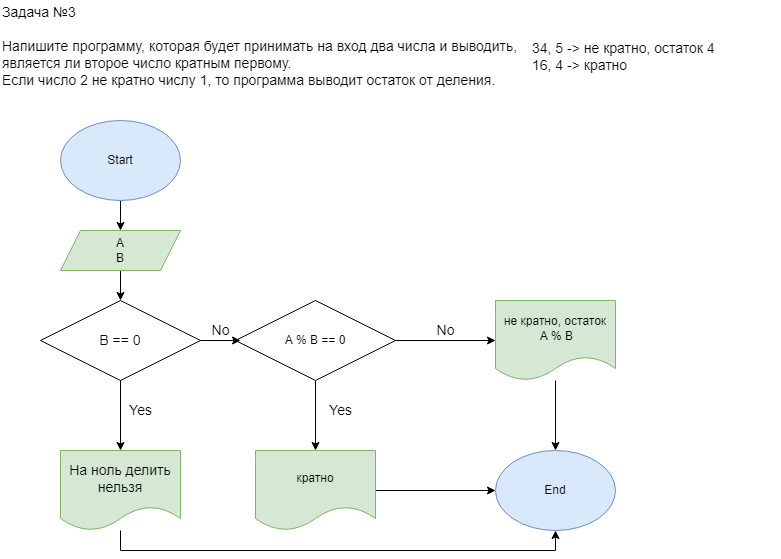 Задача №3
Напишите программу, которая будет принимать на вход два числа и выводить,
является ли второе число кратным первому.
Если число 2 не кратно числу 1, то программа выводит остаток от деления.
34, 5 -> не кратно, остаток 4
16, 4 -> кратно
Start
A
B
B == 0
No
A % B == 0
No
не кратно, остаток
A % B
Yes
Yes
На ноль делить
нельзя
кратно
End